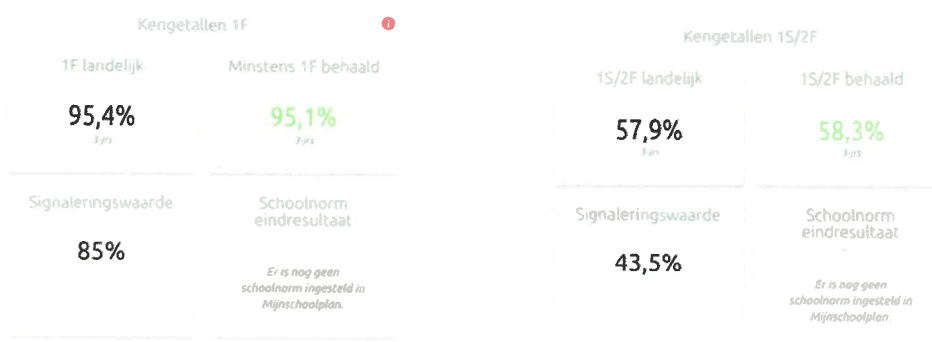 Kengetallen 1F
i
1F landelijk
Minstens 1F behaald
95,4%
3-jrs
95,1%
3-jrs
Signaleringswaarde
85%
Schoolnorm
eindresultaat
Er is nog geen
schoolnorm ingesteld in
Mijnschoolplan.
Kengetallen 1S/2F
1S/2F landelijk
1S/2F behaald
57,9%
3-jrs
58,3%
3-jrs
Signaleringswaarde
43,5%
Schoolnorm
eindresultaat
Er is nog geen
schoolnorm ingesteld in
Mijnschoolplan.